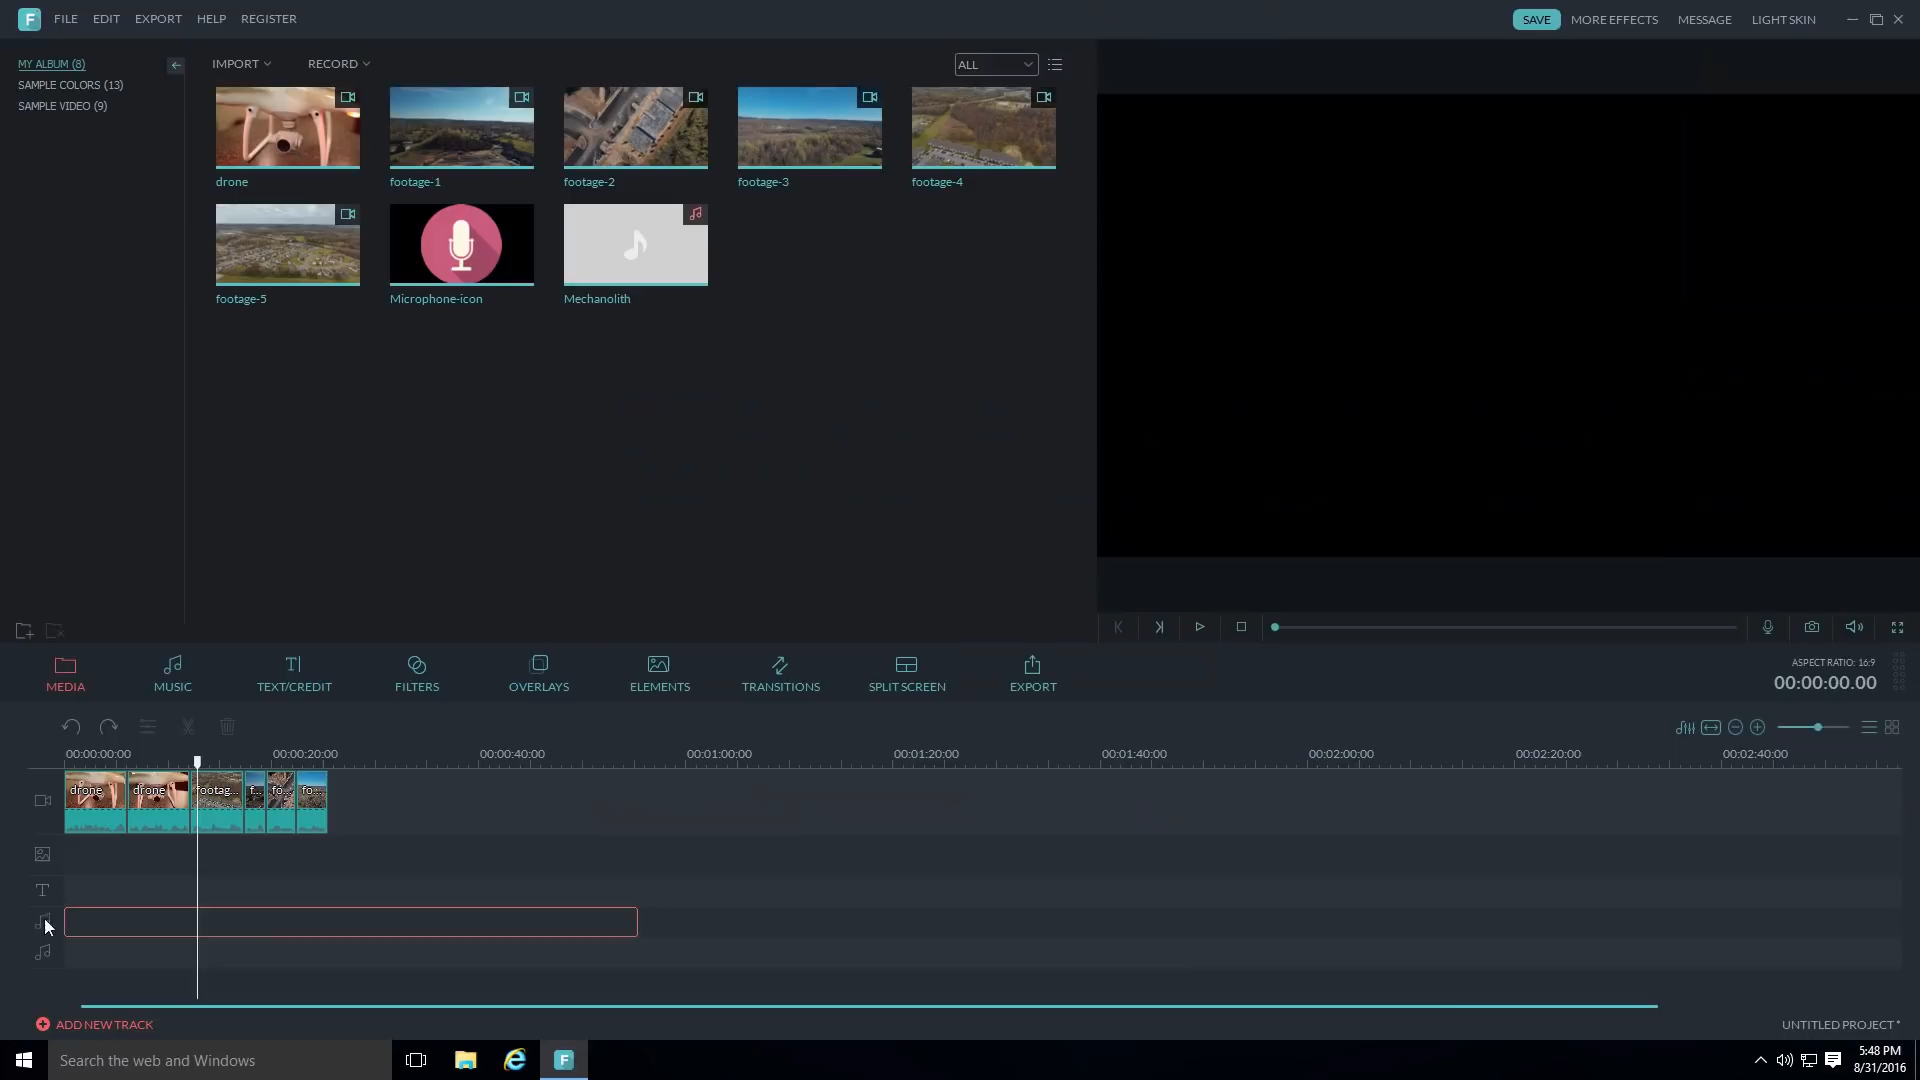 F FILE EDIT EXPORT HELP REGISTER SAVE MORE EFFECTS MESSAGE LIGHT SKIN
MY ALBUM (8)
SAMPLE COLORS (13)
SAMPLE VIDEO (9)
IMPORT RECORD ALL
drone footage-1 footage-2 footage-3 footage-4
footage-5 Microphone-icon Mechanolith
MEDIA MUSIC TEXT/CREDIT FILTERS OVERLAYS ELEMENTS TRANSITIONS SPLIT SCREEN EXPORT
ASPECT RATIO: 16:9
00:00:00.00
00:00:00:00 00:00:20:00 00:00:40:00 00:01:00:00 00:01:20:00 00:01:40:00 00:02:00:00 00:02:20:00 00:02:40:00
drone drone footag... f... fo... fo...
T
ADD NEW TRACK UNTITLED PROJECT *
Search the web and Windows
e F
5:48 PM
8/31/2016